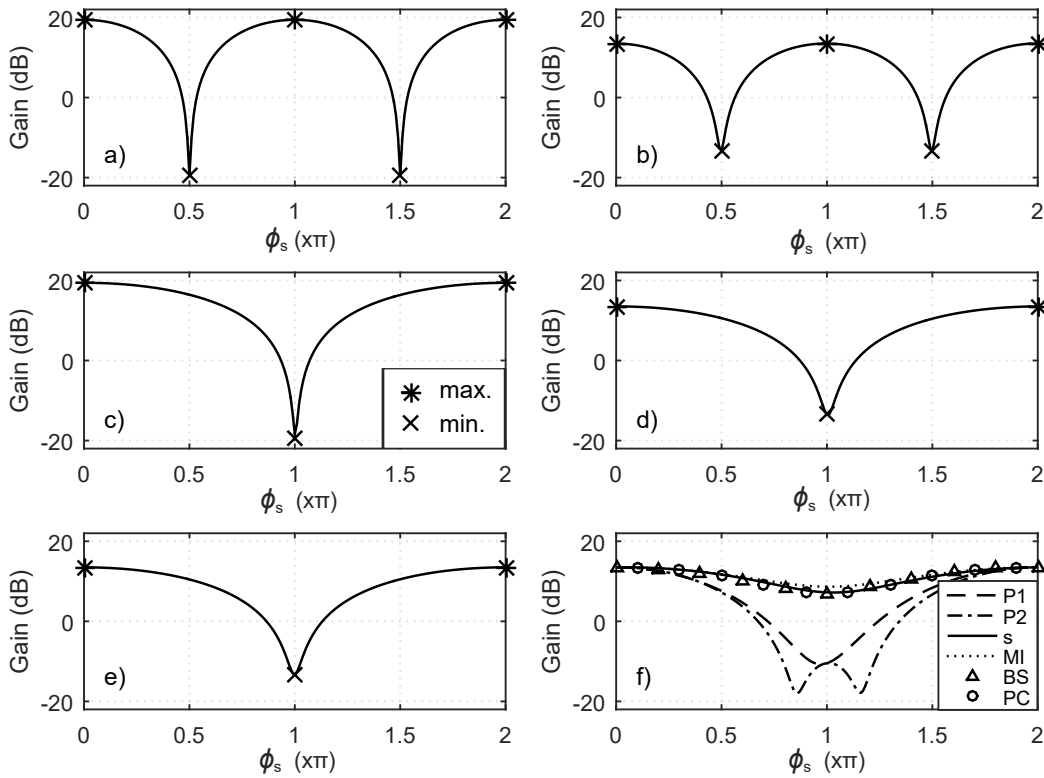 20
0
-20
Gain (dB)
a)
0 0.5 1 1.5 2
ϕs (xπ)
20
0
-20
Gain (dB)
b)
0 0.5 1 1.5 2
ϕs (xπ)
20
0
-20
Gain (dB)
c)
max.
min.
0 0.5 1 1.5 2
ϕs (xπ)
20
0
-20
Gain (dB)
d)
0 0.5 1 1.5 2
ϕs (xπ)
20
0
-20
Gain (dB)
e)
0 0.5 1 1.5 2
ϕs (xπ)
20
0
-20
Gain (dB)
f)
P1
P2
s
MI
BS
PC
0 0.5 1 1.5 2
ϕs (xπ)